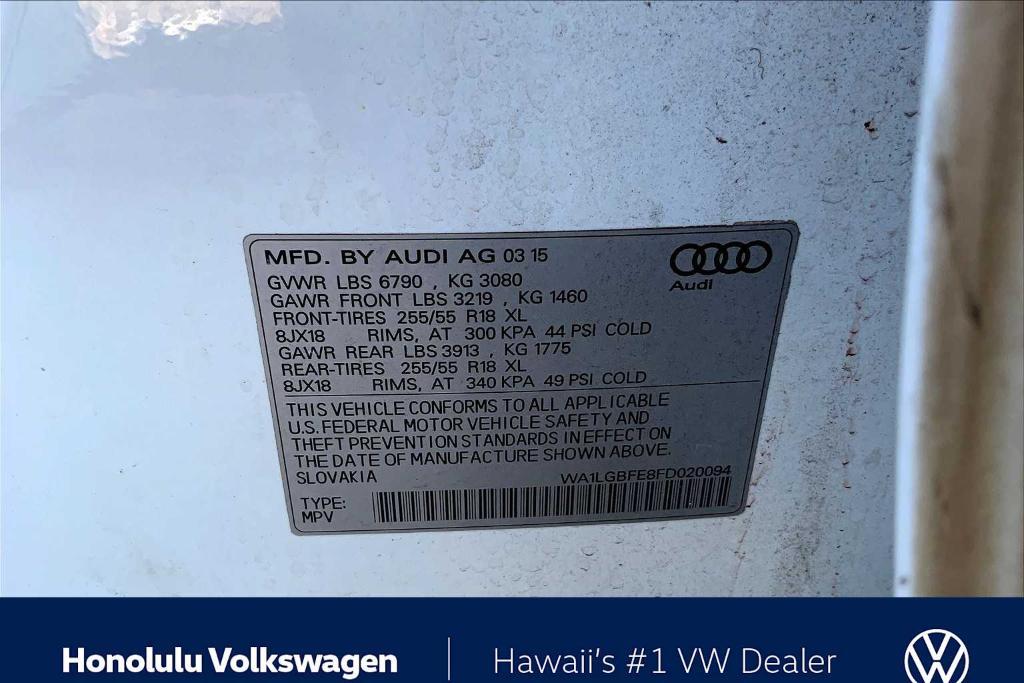 MFD. BY AUDI AG 03 15
Audi
GVWR LBS 6790 , KG 3080
GAWR FRONT LBS 3219 , KG 1460
FRONT-TIRES 255/55 R18 XL
8JX18 RIMS, AT 300 KPA 44 PSI COLD
GAWR REAR LBS 3913 , KG 1775
REAR-TIRES 255/55 R18 XL
8JX18 RIMS, AT 340 KPA 49 PSI COLD
THIS VEHICLE CONFORMS TO ALL APPLICABLE
U.S. FEDERAL MOTOR VEHICLE SAFETY AND
THEFT PREVENTION STANDARDS IN EFFECT ON
THE DATE OF MANUFACTURE SHOWN ABOVE.
SLOVAKIA WA1LGBFE8FD020094
TYPE:
MPV
Honolulu Volkswagen | Hawaii's #1 VW Dealer